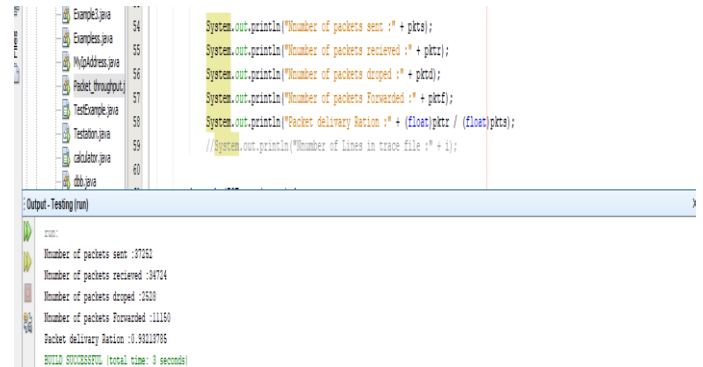 Example3.java
Exampless.java
MyIpAddress.java
Packet_throughput.j
TestExample.java
Testation.java
calculator.java
dbb.java
54 System.out.println("Nnumber of packets sent :" + pkts);
55 System.out.println("Nnumber of packets recieved :" + pktr);
56 System.out.println("Nnumber of packets droped :" + pktd);
57 System.out.println("Nnumber of packets Forwarded :" + pktf);
58 System.out.println("Packet delivary Ration :" + (float)pktr / (float)pkts);
59 //System.out.println("Nnumber of Lines in trace file :" + i);
60
Output - Testing (run)
run:
Nnumber of packets sent :37252
Nnumber of packets recieved :34724
Nnumber of packets droped :2528
Nnumber of packets Forwarded :11150
Packet delivary Ration :0.93213785
BUILD SUCCESSFUL (total time: 3 seconds)